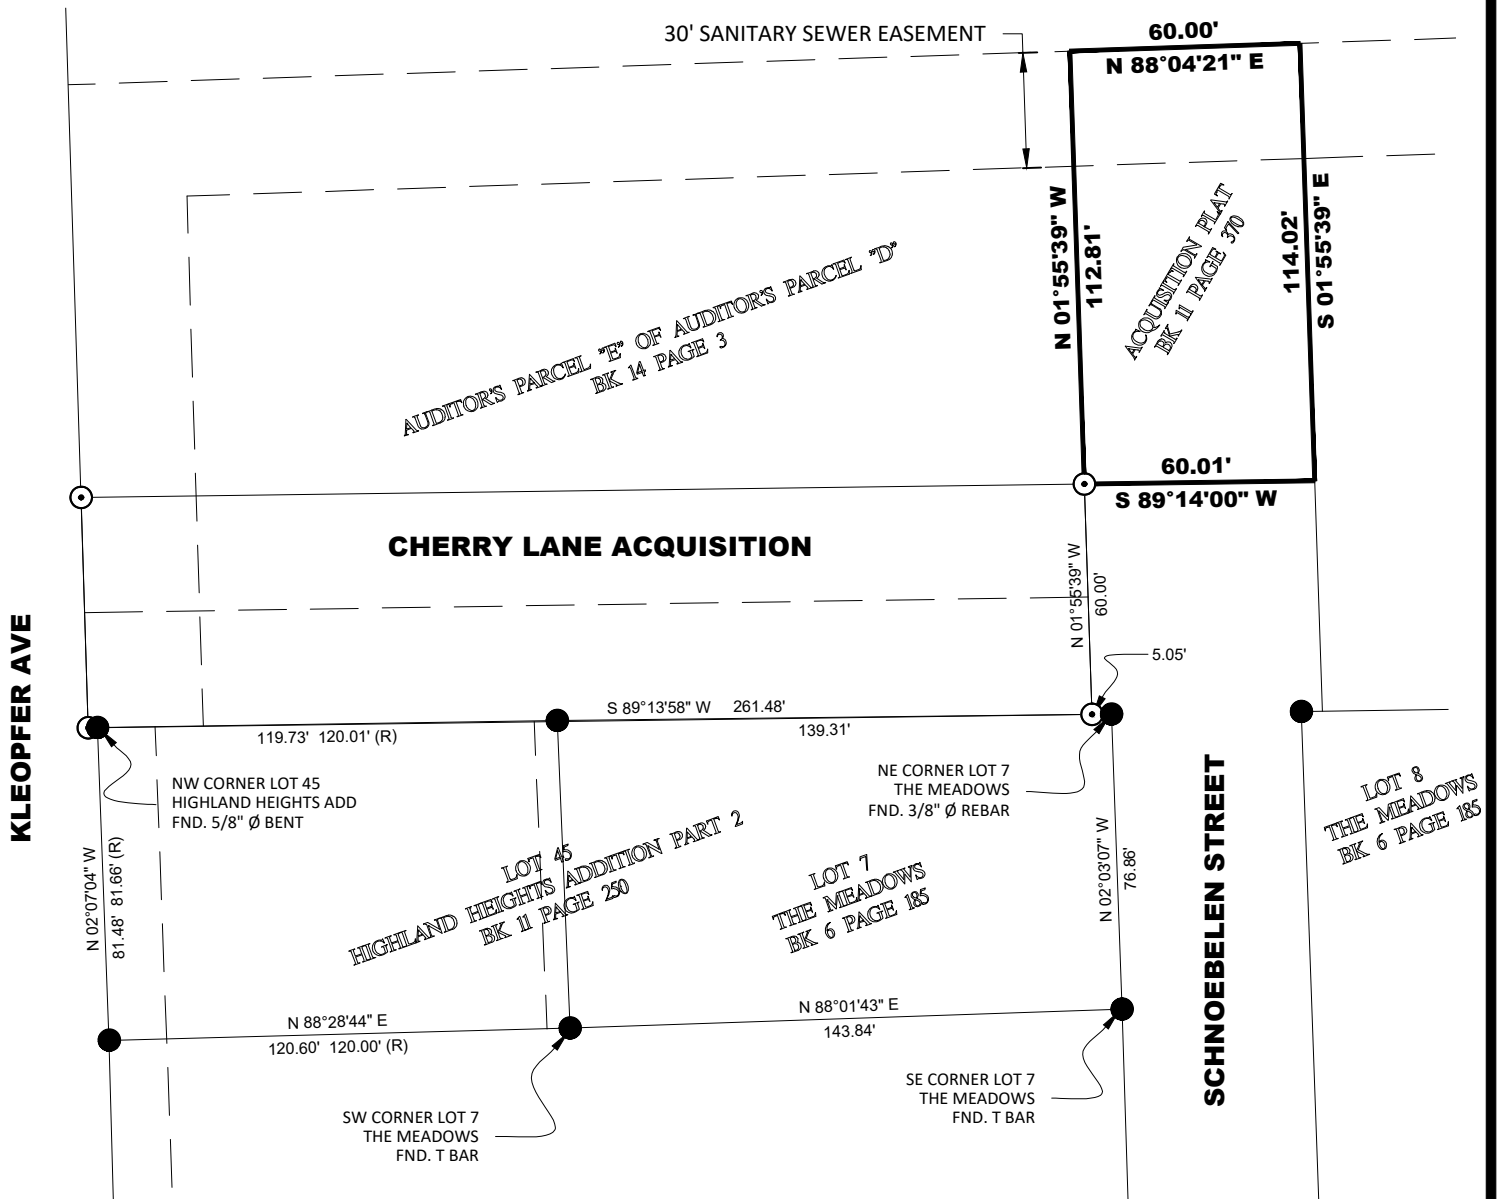 30' SANITARY SEWER EASEMENT
60.00'
N 88°04'21" E
N 01°55'39" W
112.81'
ACQUISITION PLAT
BK 11 PAGE 370
114.02'
S 01°55'39" E
AUDITOR'S PARCEL "E" OF AUDITOR'S PARCEL "D"
BK 14 PAGE 3
60.01'
S 89°14'00" W
CHERRY LANE ACQUISITION
N 01°55'39" W
60.00'
KLEOPFER AVE
5.05'
S 89°13'58" W 261.48'
119.73' 120.01' (R)
139.31'
NW CORNER LOT 45
HIGHLAND HEIGHTS ADD
FND. 5/8" Ø BENT
NE CORNER LOT 7
THE MEADOWS
FND. 3/8" Ø REBAR
N 02°07'04" W
81.48' 81.66' (R)
LOT 45
HIGHLAND HEIGHTS ADDITION PART 2
BK 11 PAGE 250
LOT 7
THE MEADOWS
BK 6 PAGE 185
N 02°03'07" W
76.86'
SCHNOEBELEN STREET
LOT 8
THE MEADOWS
BK 6 PAGE 185
N 88°28'44" E
120.60' 120.00' (R)
N 88°01'43" E
143.84'
SW CORNER LOT 7
THE MEADOWS
FND. T BAR
SE CORNER LOT 7
THE MEADOWS
FND. T BAR